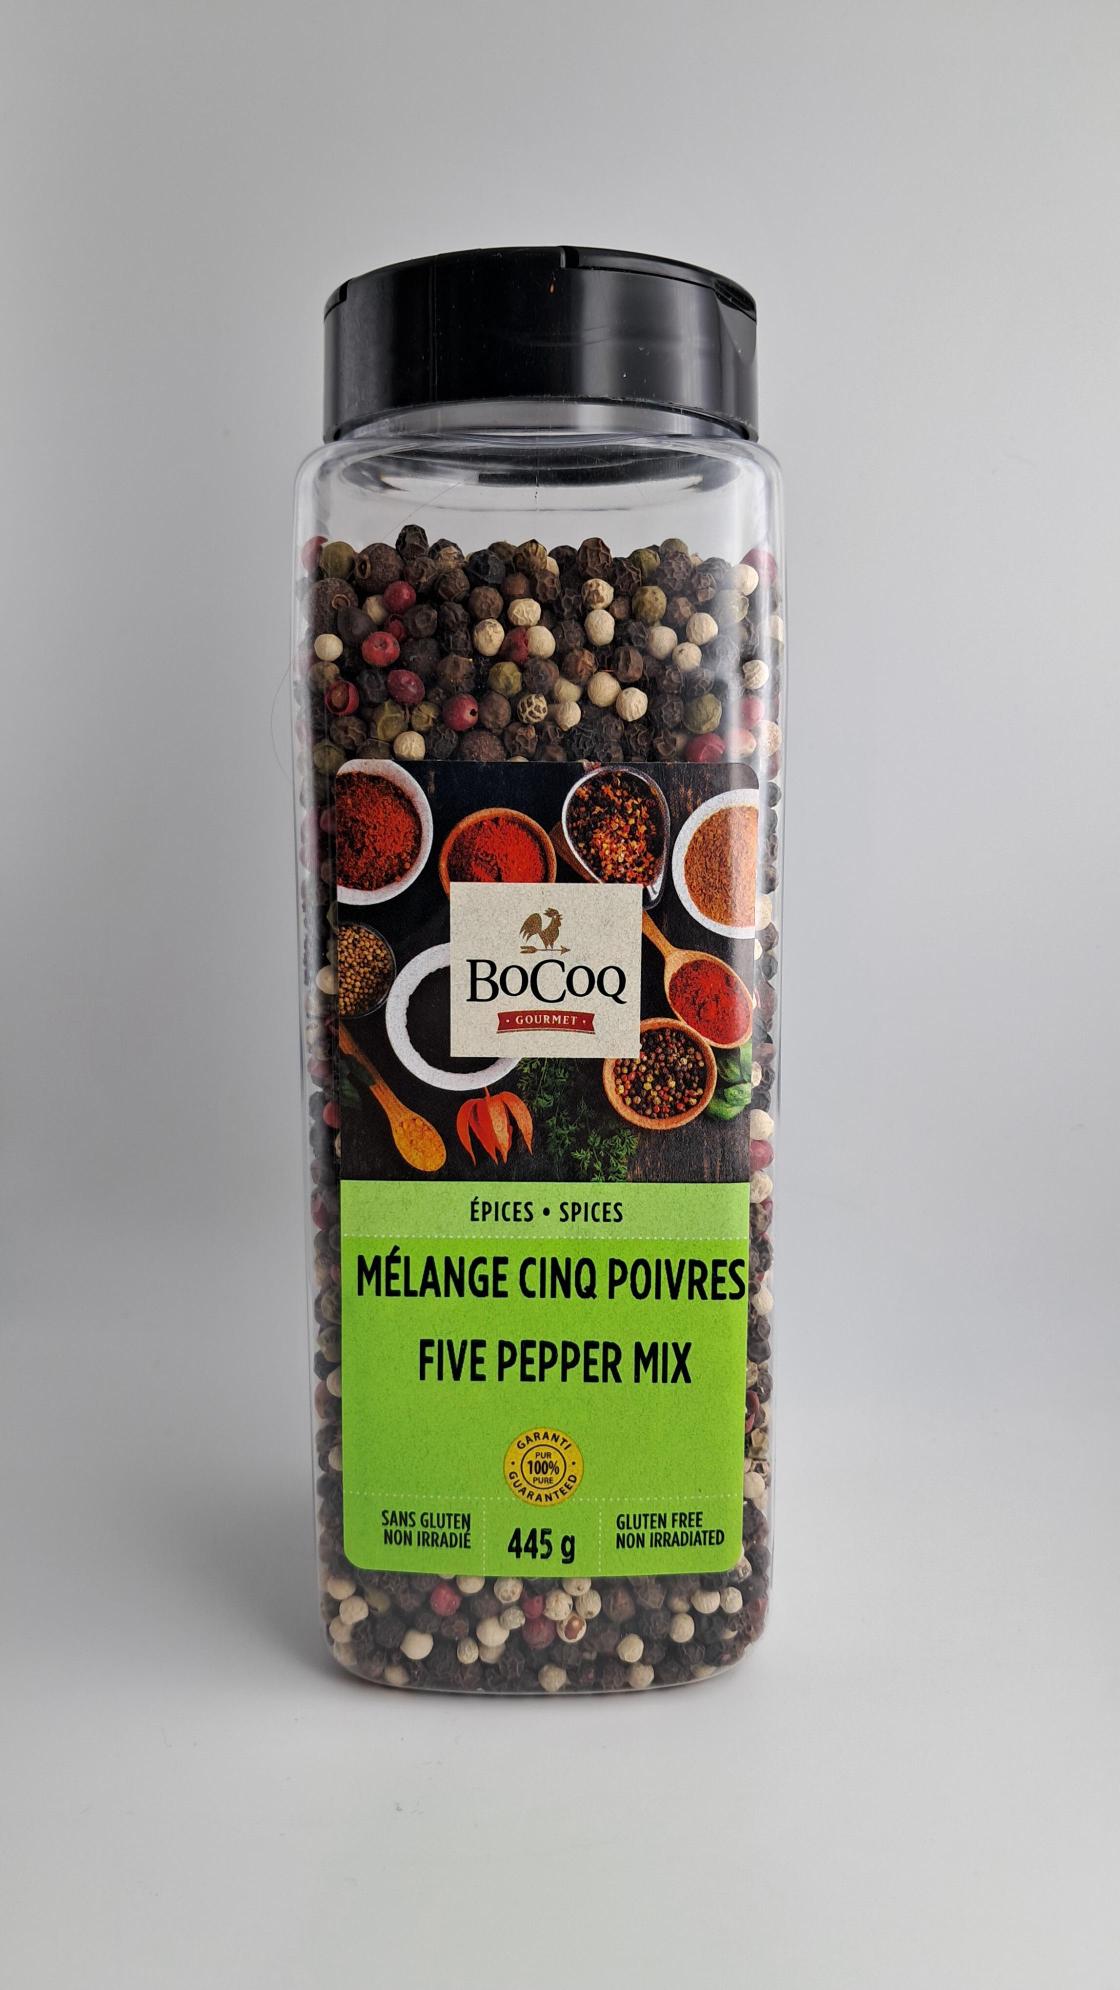 BOCOQ
• GOURMET •
ÉPICES • SPICES
MÉLANGE CINQ POIVRES
FIVE PEPPER MIX
GARANTI
PUR
100%
PURE
GUARANTEED
SANS GLUTEN
NON IRRADIÉ
445 g
GLUTEN FREE
NON IRRADIATED